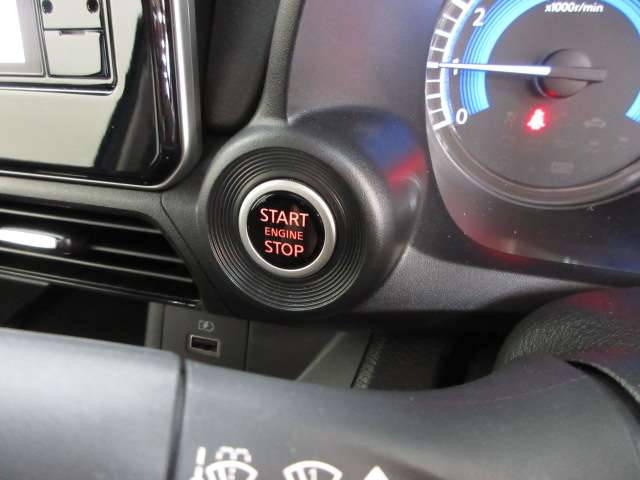 x1000r/min
2
1
0
START
ENGINE
STOP